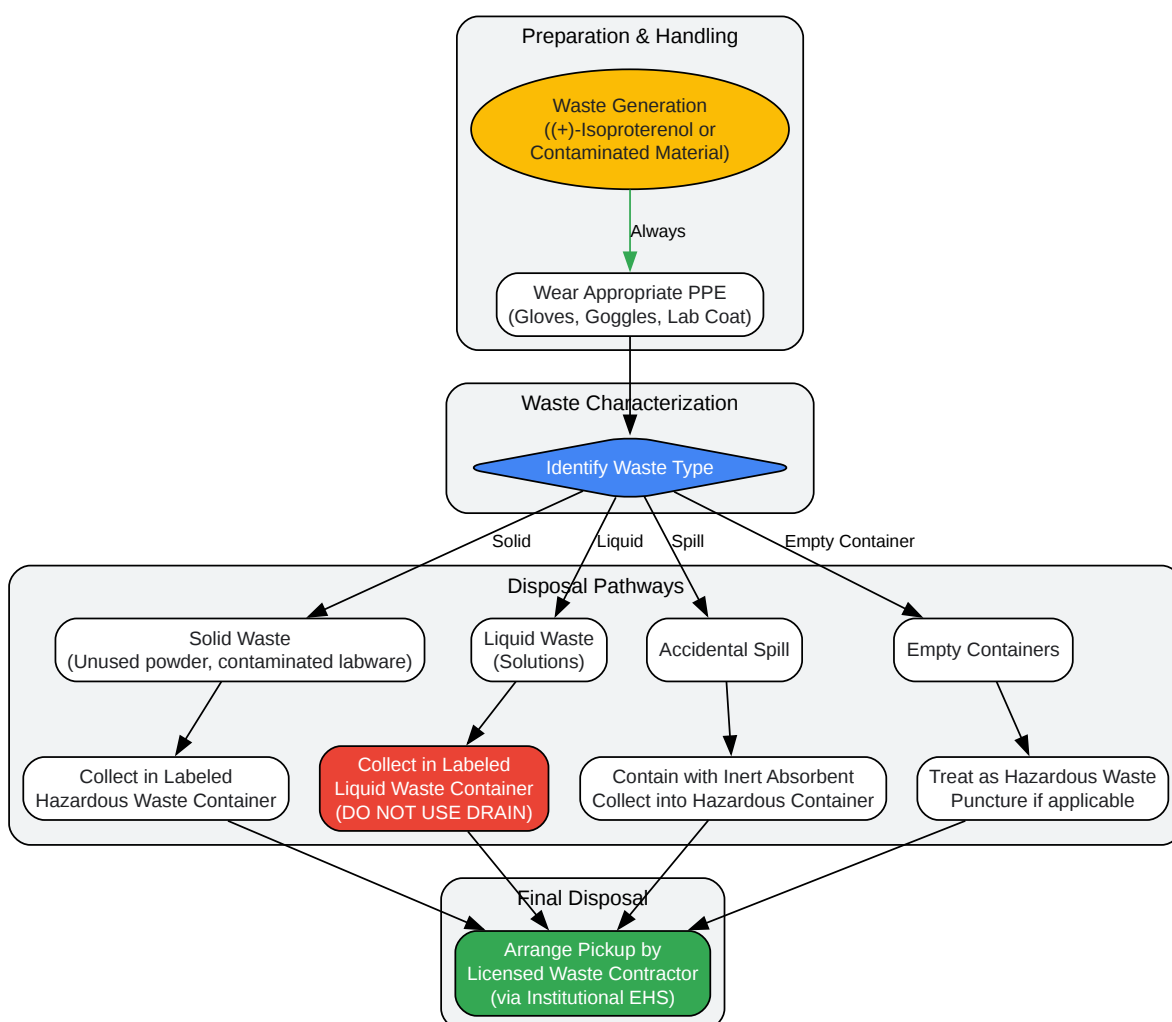 Preparation & Handling
Waste Generation
((+)-Isoproterenol or
Contaminated Material)
Always
Wear Appropriate PPE
(Gloves, Goggles, Lab Coat)
Waste Characterization
Identify Waste Type
Solid
Liquid
Spill
Empty Container
Disposal Pathways
Solid Waste
(Unused powder, contaminated labware)
Liquid Waste
(Solutions)
Accidental Spill
Empty Containers
Collect in Labeled
Hazardous Waste Container
Collect in Labeled
Liquid Waste Container
(DO NOT USE DRAIN)
Contain with Inert Absorbent
Collect into Hazardous Container
Treat as Hazardous Waste
Puncture if applicable
Final Disposal
Arrange Pickup by
Licensed Waste Contractor
(via Institutional EHS)